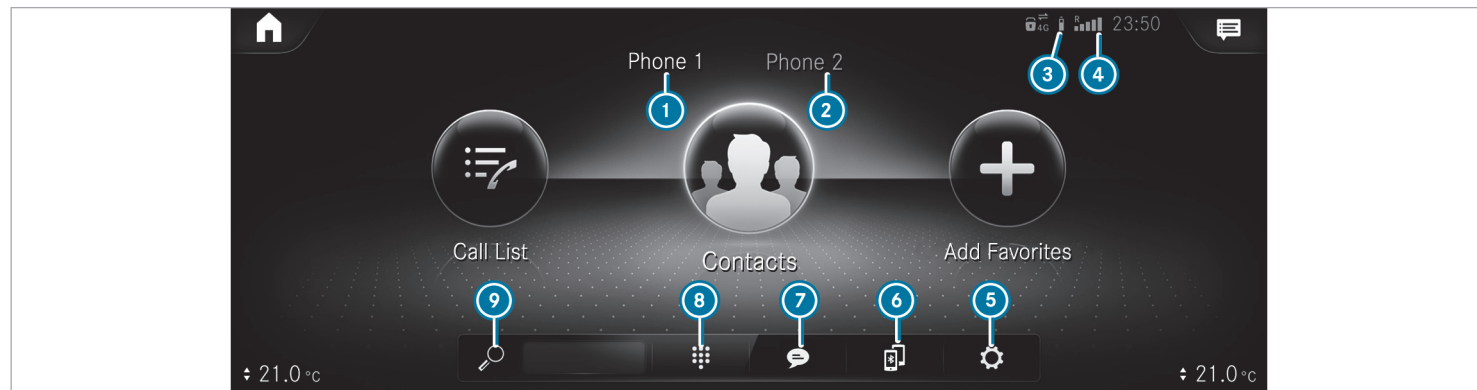 4G R 23:50
Phone 1 Phone 2
3 4
1 2
Call List Contacts Add Favorites
9 8 7 6 5
21.0 °C 21.0 °C